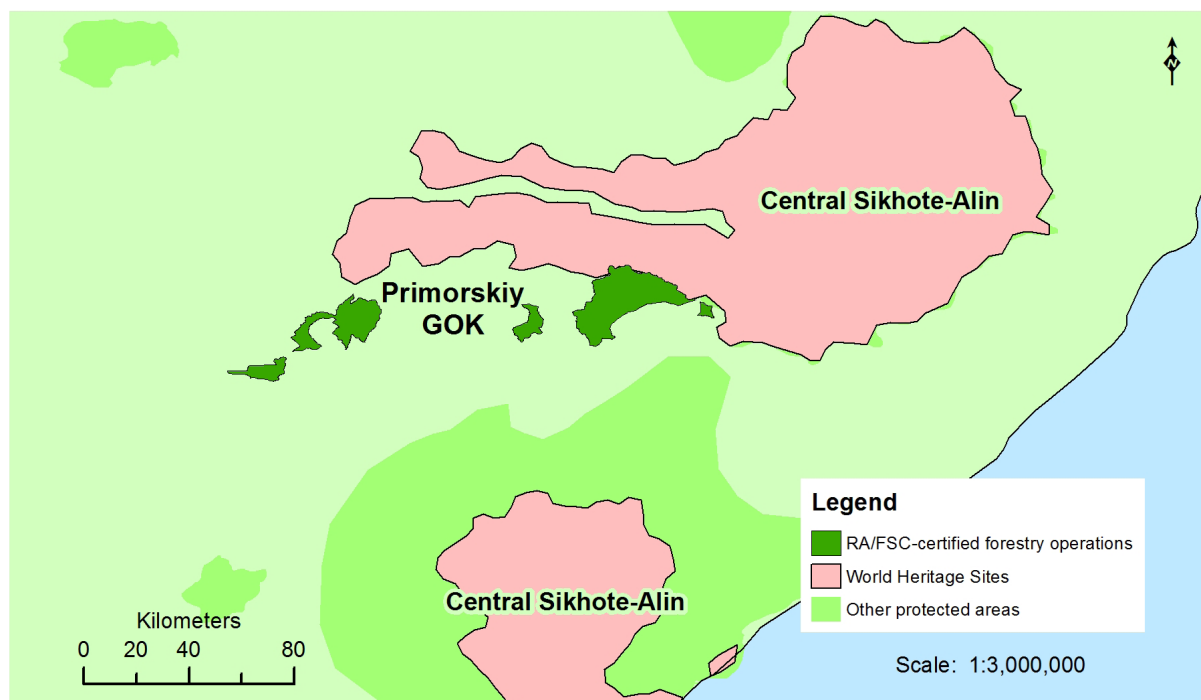 N
Central Sikhote-Alin
Primorskiy
GOK
Central Sikhote-Alin
Legend
RA/FSC-certified forestry operations
World Heritage Sites
Other protected areas
Kilometers
0 20 40 80
Scale: 1:3,000,000